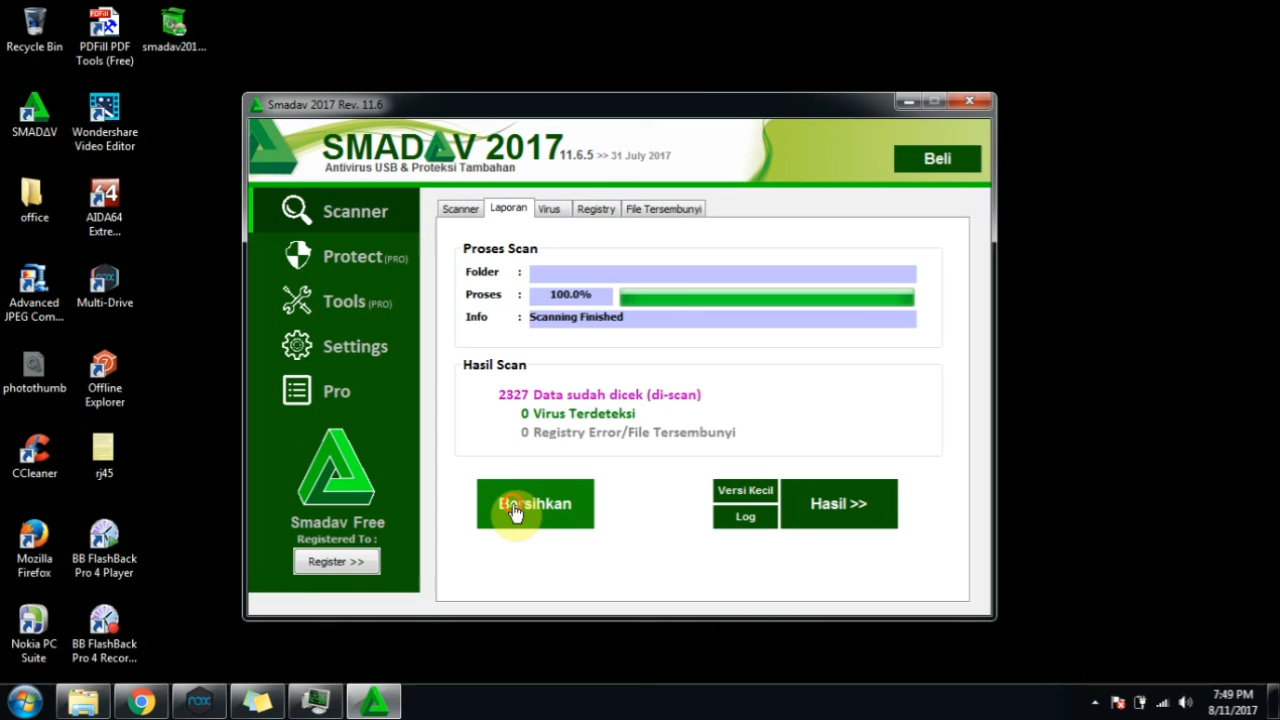 Recycle Bin
PDFill PDF
Tools (Free)
smadav201...
SMADΔV
Wondershare
Video Editor
office
AIDA64
Extre...
Advanced
JPEG Com...
Multi-Drive
photothumb
Offline
Explorer
CCleaner
rj45
Mozilla
Firefox
BB FlashBack
Pro 4 Player
Nokia PC
Suite
BB FlashBack
Pro 4 Recor...
Smadav 2017 Rev. 11.6
SMADΔV 2017
11.6.5 >> 31 July 2017
Antivirus USB & Proteksi Tambahan
Beli
Scanner
Protect (PRO)
Tools (PRO)
Settings
Pro
Smadav Free
Registered To :
Register >>
Scanner Laporan Virus Registry File Tersembunyi
Proses Scan
Folder :
Proses : 100.0%
Info : Scanning Finished
Hasil Scan
2327 Data sudah dicek (di-scan)
0 Virus Terdeteksi
0 Registry Error/File Tersembunyi
Bersihkan
Versi Kecil
Log
Hasil >>
nox
7:49 PM
8/11/2017